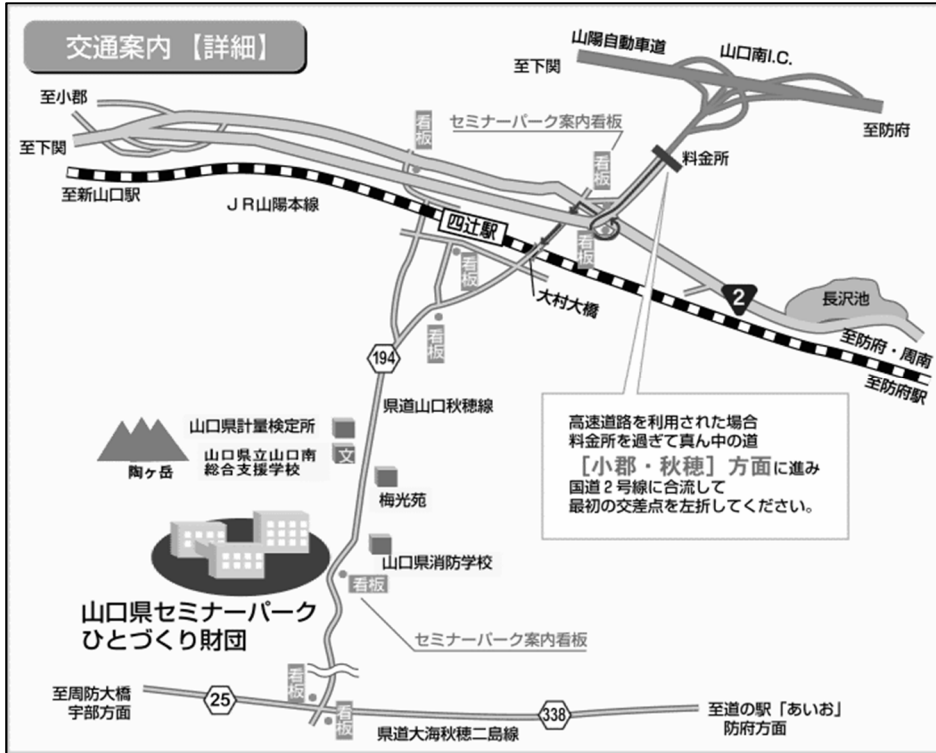 交通案内 【詳細】
山陽自動車道
山口南I.C.
至下関
至防府
至小郡
至下関
看板
セミナーパーク案内看板
看板
料金所
至新山口駅
JR山陽本線
四辻駅
看板
看板
大村大橋
2
長沢池
至防府・周南
至防府駅
看板
194
県道山口秋穂線
高速道路を利用された場合
料金所を過ぎて真ん中の道
[小郡・秋穂] 方面に進み
国道2号線に合流して
最初の交差点を左折してください。
山口県計量検定所
陶ヶ岳
山口県立山口南
総合支援学校
文
梅光苑
山口県消防学校
看板
山口県セミナーパーク
ひとづくり財団
セミナーパーク案内看板
看板
至周防大橋
宇部方面
25
看板
県道大海秋穂二島線
338
至道の駅「あいお」
防府方面